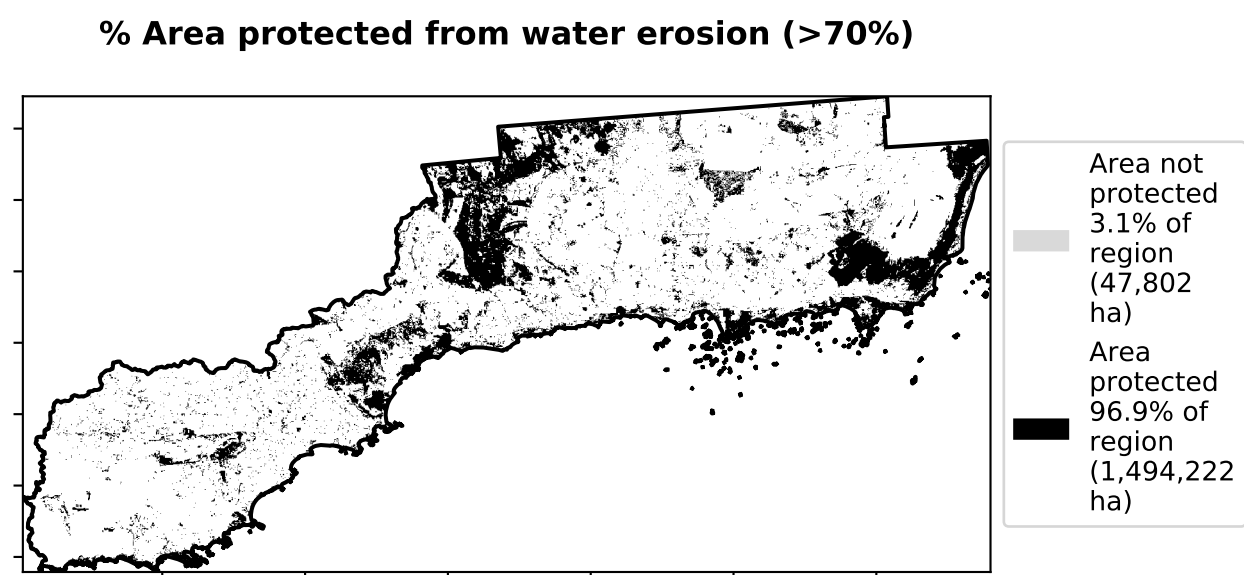 % Area protected from water erosion (>70%)
Area not
protected
3.1% of
region
(47,802
ha)
Area
protected
96.9% of
region
(1,494,222
ha)